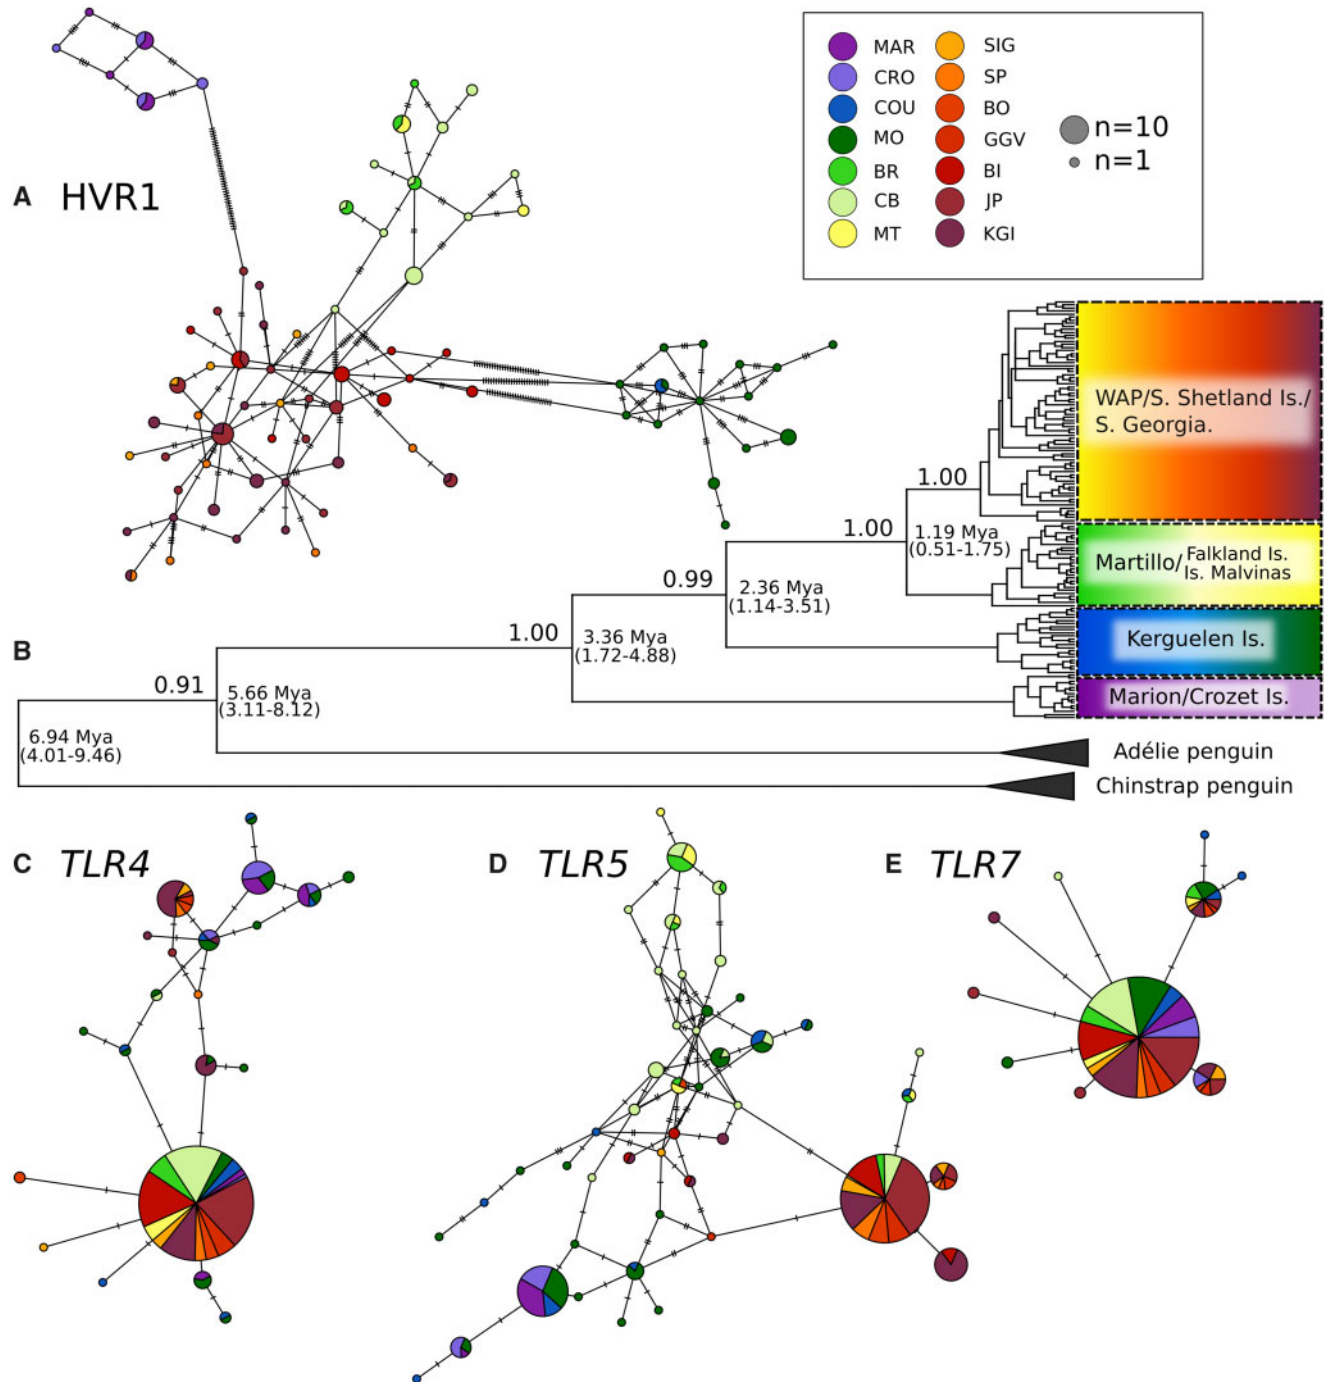 A HVR1
MAR
CRO
COU
MO
BR
CB
MT
SIG
SP
BO
GGV
BI
JP
KGI
n=10
n=1
B
6.94 Mya
(4.01-9.46)
0.91
5.66 Mya
(3.11-8.12)
1.00
3.36 Mya
(1.72-4.88)
0.99
2.36 Mya
(1.14-3.51)
1.00
1.19 Mya
(0.51-1.75)
1.00
WAP/S. Shetland Is./
S. Georgia.
Martillo/ Falkland Is.
Is. Malvinas
Kerguelen Is.
Marion/Crozet Is.
Adélie penguin
Chinstrap penguin
C TLR4
D TLR5
E TLR7